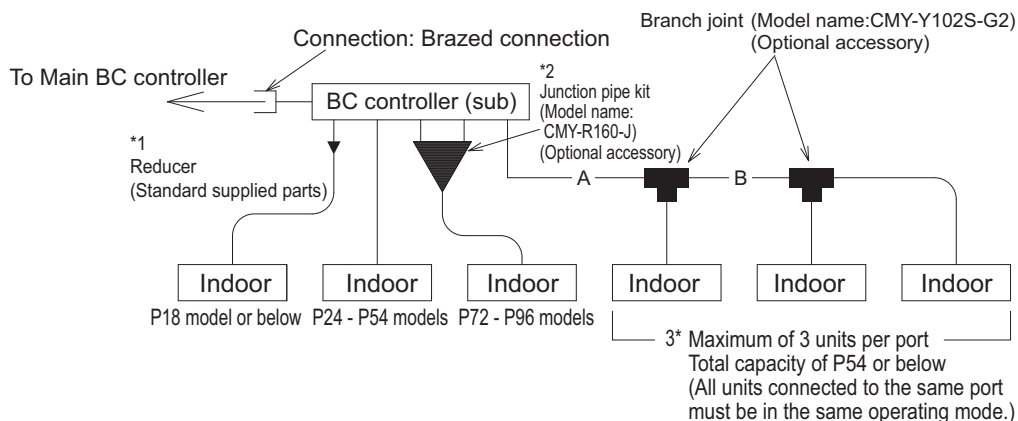 Branch joint (Model name:CMY-Y102S-G2)
(Optional accessory)
Connection: Brazed connection
To Main BC controller
BC controller (sub)
*2
Junction pipe kit
(Model name:
CMY-R160-J)
(Optional accessory)
*1
Reducer
(Standard supplied parts)
A
B
Indoor
Indoor
Indoor
Indoor
Indoor
Indoor
P18 model or below
P24 - P54 models
P72 - P96 models
3* Maximum of 3 units per port
Total capacity of P54 or below
(All units connected to the same port
must be in the same operating mode.)